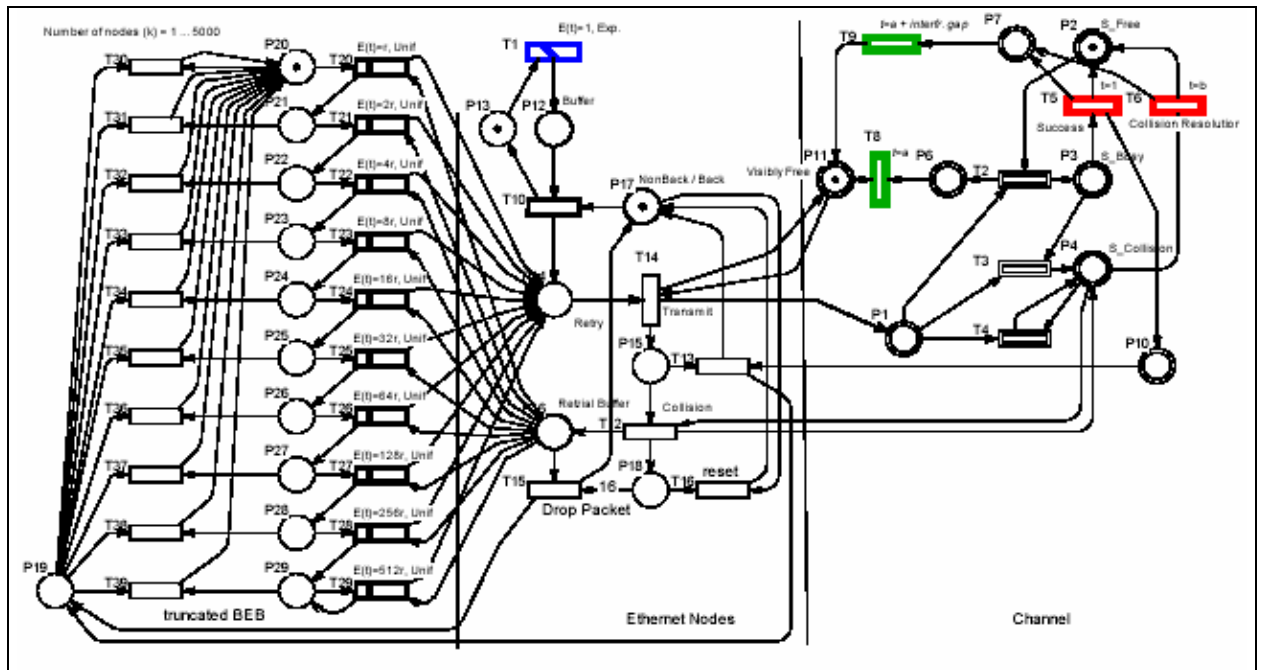 Number of nodes (k) = 1 ... 5000
T30
P20
E(t)=r, Unif
T20
P21
E(t)=2r, Unif
T31
T21
P22
E(t)=4r, Unif
T32
T22
P23
E(t)=8r, Unif
T33
T23
P24
E(t)=16r, Unif
T34
T24
P25
E(t)=32r, Unif
T35
T25
P26
E(t)=64r, Unif
T36
T26
P27
E(t)=128r, Unif
T37
T27
P28
E(t)=256r, Unif
T38
T28
P29
E(t)=512r, Unif
P19
T39
T29
truncated BEB
E(t)=1, Exp.
T1
P13
P12
Buffer
T10
P17
NonBack / Back
T14
Retry
Transmit
P15
T13
Retrial Buffer
Collision
P18
T15
16
T16
reset
Drop Packet
Ethernet Nodes
t=a + interfr. gap
T9
P7
P2
S_Free
t=1
t=b
T5
T6
Success
Collision Resolution
T8
P11
t=a
P6
T2
P3
S_Busy
Visibly Free
P4
S_Collision
T3
P1
T4
P10
Channel